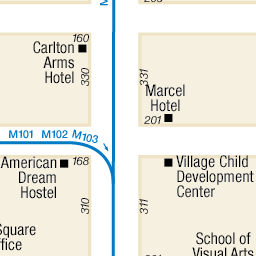 160
Carlton
Arms
Hotel
330
331
Marcel
Hotel
201
M101 M102 M103
American
Dream
Hostel
168
310
311
Village Child
Development
Center
Square
ffice
School of
Visual Arts